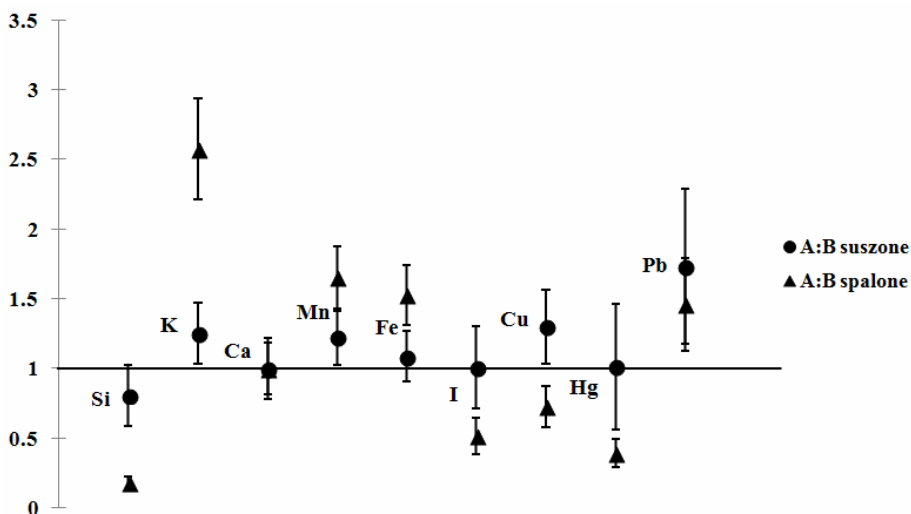 3.5
3
2.5
2
1.5
1
0.5
0
Si
K
Ca
Mn
Fe
I
Cu
Hg
Pb
A:B suszone
A:B spalone